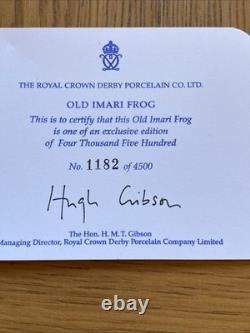 THE ROYAL CROWN DERBY PORCELAIN CO. LTD.
OLD IMARI FROG
This is to certify that this Old Imari Frog
is one of an exclusive edition
of Four Thousand Five Hundred
No. 1182 of 4500
Hugh Gibson
The Hon. H. M. T. Gibson
Managing Director, Royal Crown Derby Porcelain Company Limited
thumbimg.com